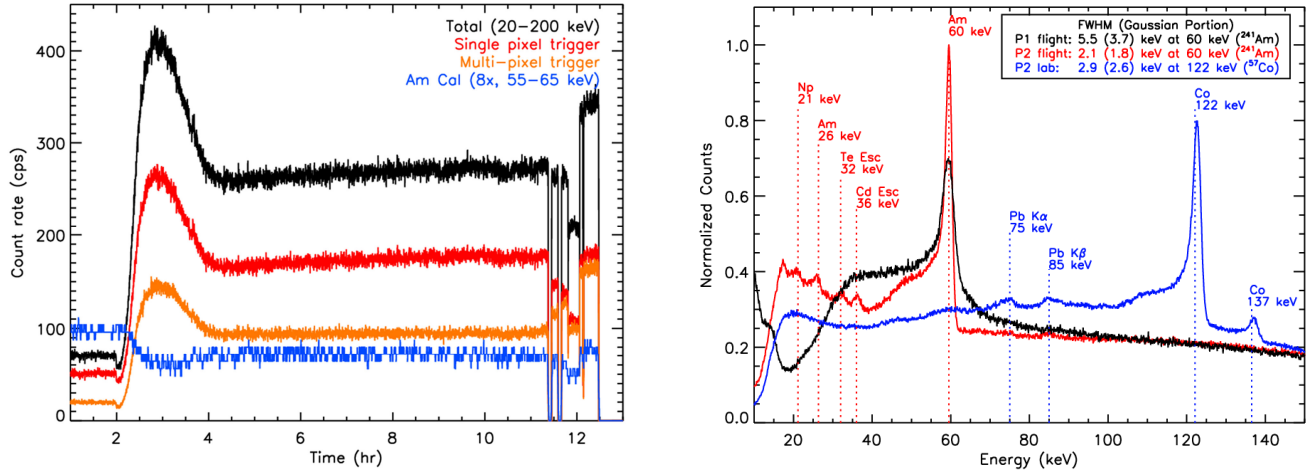 Total (20-200 keV)
Single pixel trigger
Multi-pixel trigger
Am Cal (8x, 55-65 keV)
Count rate (cps)
400
300
200
100
0
2
4
6
8
10
12
Time (hr)
FWHM (Gaussian Portion)
P1 flight: 5.5 (3.7) keV at 60 keV (²⁴¹Am)
P2 flight: 2.1 (1.8) keV at 60 keV (²⁴¹Am)
P2 lab: 2.9 (2.6) keV at 122 keV (⁵⁷Co)
Am
60 keV
Np
21 keV
Am
26 keV
Te Esc
32 keV
Cd Esc
36 keV
Pb Kα
75 keV
Pb Kβ
85 keV
Co
122 keV
Co
137 keV
Normalized Counts
1.0
0.8
0.6
0.4
0.2
0.0
20
40
60
80
100
120
140
Energy (keV)